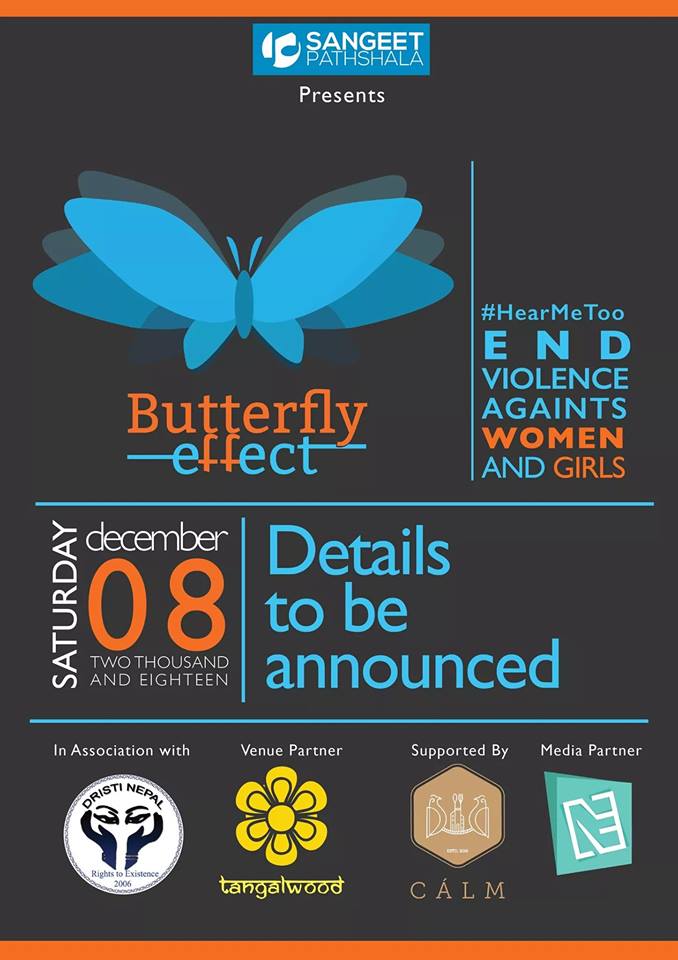 SANGEET
PATHSHALA
Presents
#HearMeToo
END
VIOLENCE
AGAINTS
WOMEN
AND GIRLS
Butterfly
effect
SATURDAY
december
08
TWO THOUSAND
AND EIGHTEEN
Details
to be
announced
In Association with
Venue Partner
Supported By
Media Partner
DRISTI NEPAL
Rights to Existence
2006
tangalwood
CÁLM